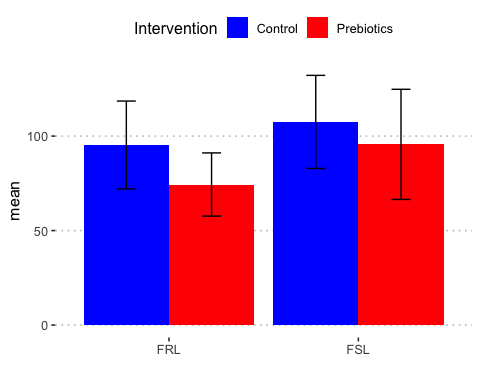 Intervention Control Prebiotics
100
50
0
mean
FRL FSL